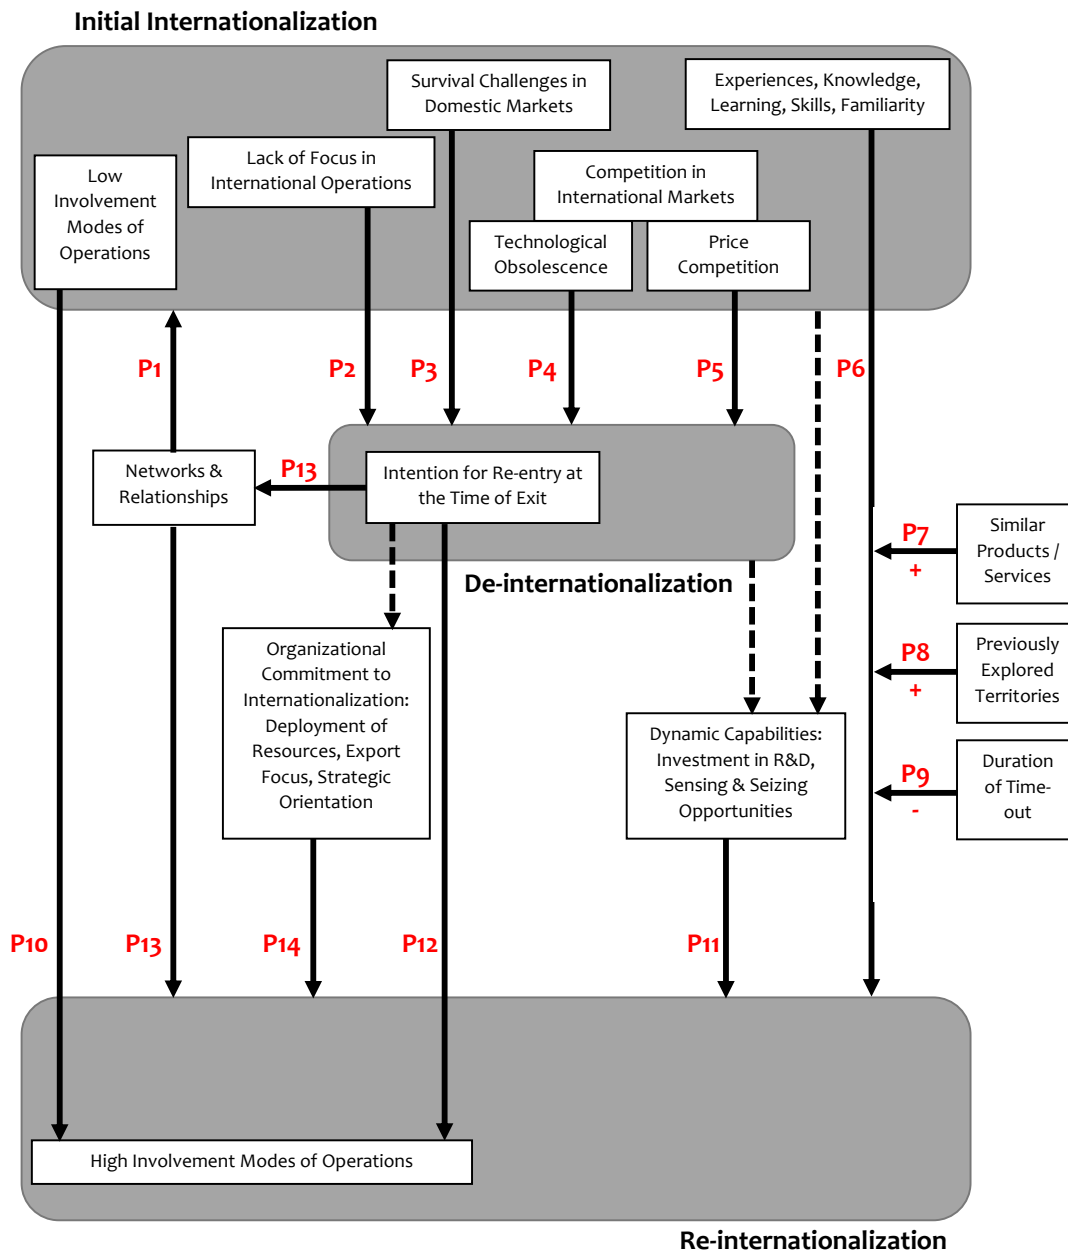 Initial Internationalization
Survival Challenges in
Domestic Markets
Experiences, Knowledge,
Learning, Skills, Familiarity
Lack of Focus in
International Operations
Low
Involvement
Modes of
Operations
Competition in
International Markets
Technological
Obsolescence
Price
Competition
P1
P2
P3
P4
P5
P6
Networks &
Relationships
P13
Intention for Re-entry at
the Time of Exit
De-internationalization
P7
+
Similar
Products /
Services
P8
+
Previously
Explored
Territories
P9
-
Duration
of Time-
out
Organizational
Commitment to
Internationalization:
Deployment of
Resources, Export
Focus, Strategic
Orientation
Dynamic Capabilities:
Investment in R&D,
Sensing & Seizing
Opportunities
P10
P13
P14
P12
P11
High Involvement Modes of Operations
Re-internationalization